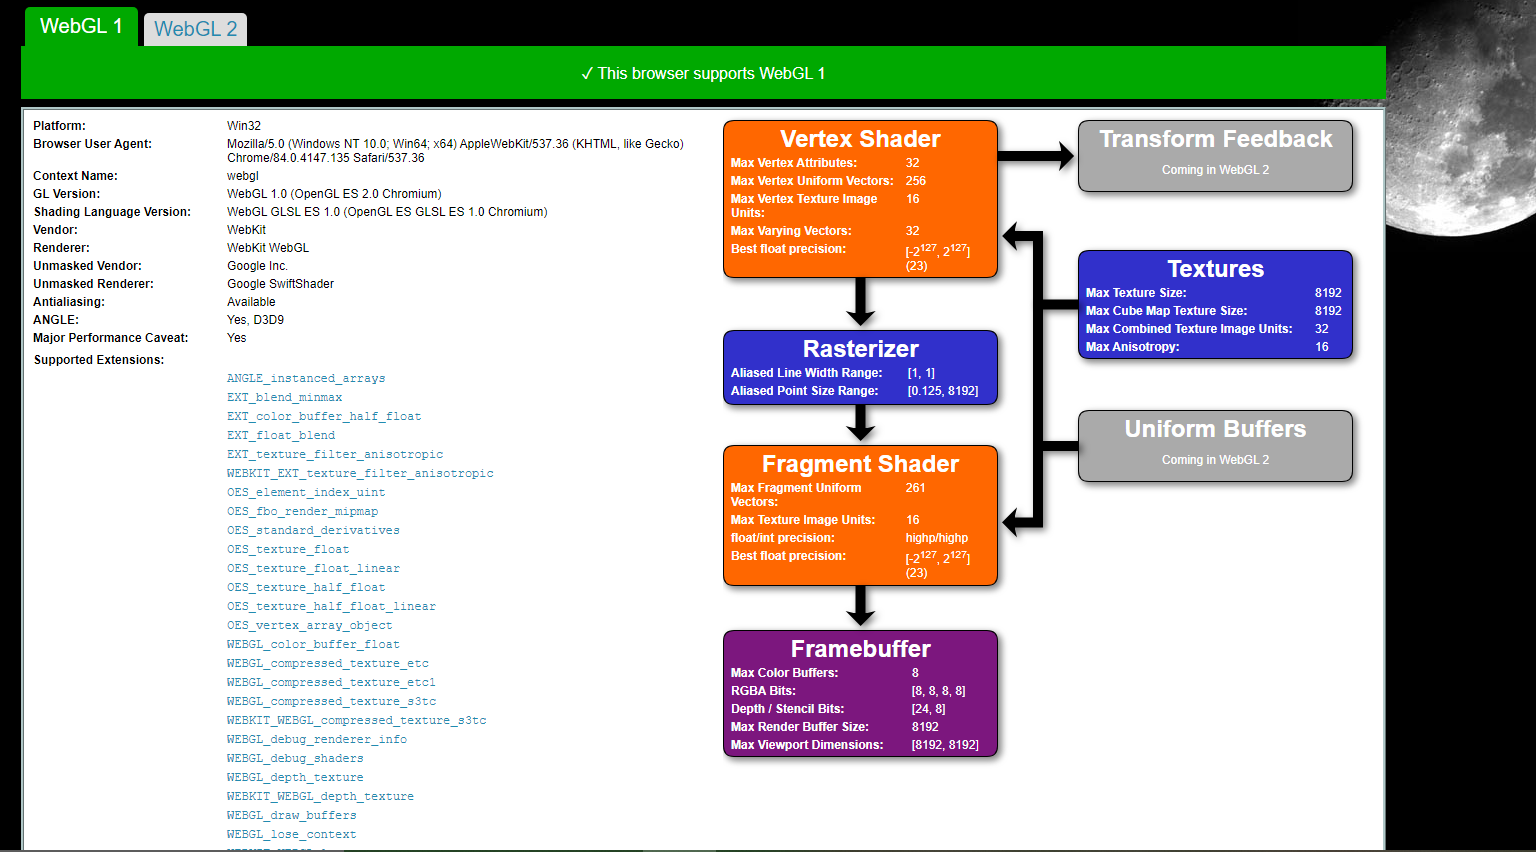 WebGL 1
WebGL 2
✓ This browser supports WebGL 1
Platform: Win32
Browser User Agent: Mozilla/5.0 (Windows NT 10.0; Win64; x64) AppleWebKit/537.36 (KHTML, like Gecko)
Chrome/84.0.4147.135 Safari/537.36
Context Name: webgl
GL Version: WebGL 1.0 (OpenGL ES 2.0 Chromium)
Shading Language Version: WebGL GLSL ES 1.0 (OpenGL ES GLSL ES 1.0 Chromium)
Vendor: WebKit
Renderer: WebKit WebGL
Unmasked Vendor: Google Inc.
Unmasked Renderer: Google SwiftShader
Antialiasing: Available
ANGLE: Yes, D3D9
Major Performance Caveat: Yes
Supported Extensions:
ANGLE_instanced_arrays
EXT_blend_minmax
EXT_color_buffer_half_float
EXT_float_blend
EXT_texture_filter_anisotropic
WEBKIT_EXT_texture_filter_anisotropic
OES_element_index_uint
OES_fbo_render_mipmap
OES_standard_derivatives
OES_texture_float
OES_texture_float_linear
OES_texture_half_float
OES_texture_half_float_linear
OES_vertex_array_object
WEBGL_color_buffer_float
WEBGL_compressed_texture_etc
WEBGL_compressed_texture_etc1
WEBGL_compressed_texture_s3tc
WEBKIT_WEBGL_compressed_texture_s3tc
WEBGL_debug_renderer_info
WEBGL_debug_shaders
WEBGL_depth_texture
WEBKIT_WEBGL_depth_texture
WEBGL_draw_buffers
WEBGL_lose_context
Vertex Shader
Max Vertex Attributes: 32
Max Vertex Uniform Vectors: 256
Max Vertex Texture Image 16
Units:
Max Varying Vectors: 32
Best float precision: [-2^127, 2^127]
(23)
Rasterizer
Aliased Line Width Range: [1, 1]
Aliased Point Size Range: [0.125, 8192]
Fragment Shader
Max Fragment Uniform 261
Vectors:
Max Texture Image Units: 16
float/int precision: highp/highp
Best float precision: [-2^127, 2^127]
(23)
Framebuffer
Max Color Buffers: 8
RGBA Bits: [8, 8, 8, 8]
Depth / Stencil Bits: [24, 8]
Max Render Buffer Size: 8192
Max Viewport Dimensions: [8192, 8192]
Transform Feedback
Coming in WebGL 2
Textures
Max Texture Size: 8192
Max Cube Map Texture Size: 8192
Max Combined Texture Image Units: 32
Max Anisotropy: 16
Uniform Buffers
Coming in WebGL 2